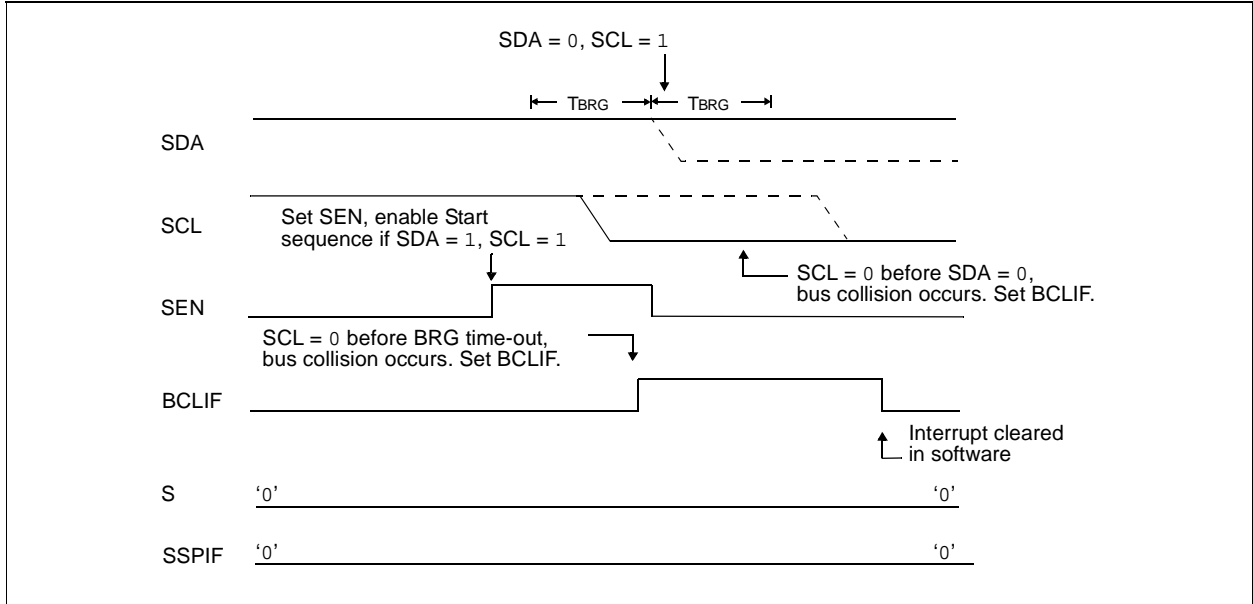 SDA = 0, SCL = 1
TBRG TBRG
SDA
SCL
Set SEN, enable Start
sequence if SDA = 1, SCL = 1
SCL = 0 before SDA = 0,
bus collision occurs. Set BCLIF.
SEN
SCL = 0 before BRG time-out,
bus collision occurs. Set BCLIF.
BCLIF
Interrupt cleared
in software
S ‘0’ ‘0’
SSPIF ‘0’ ‘0’